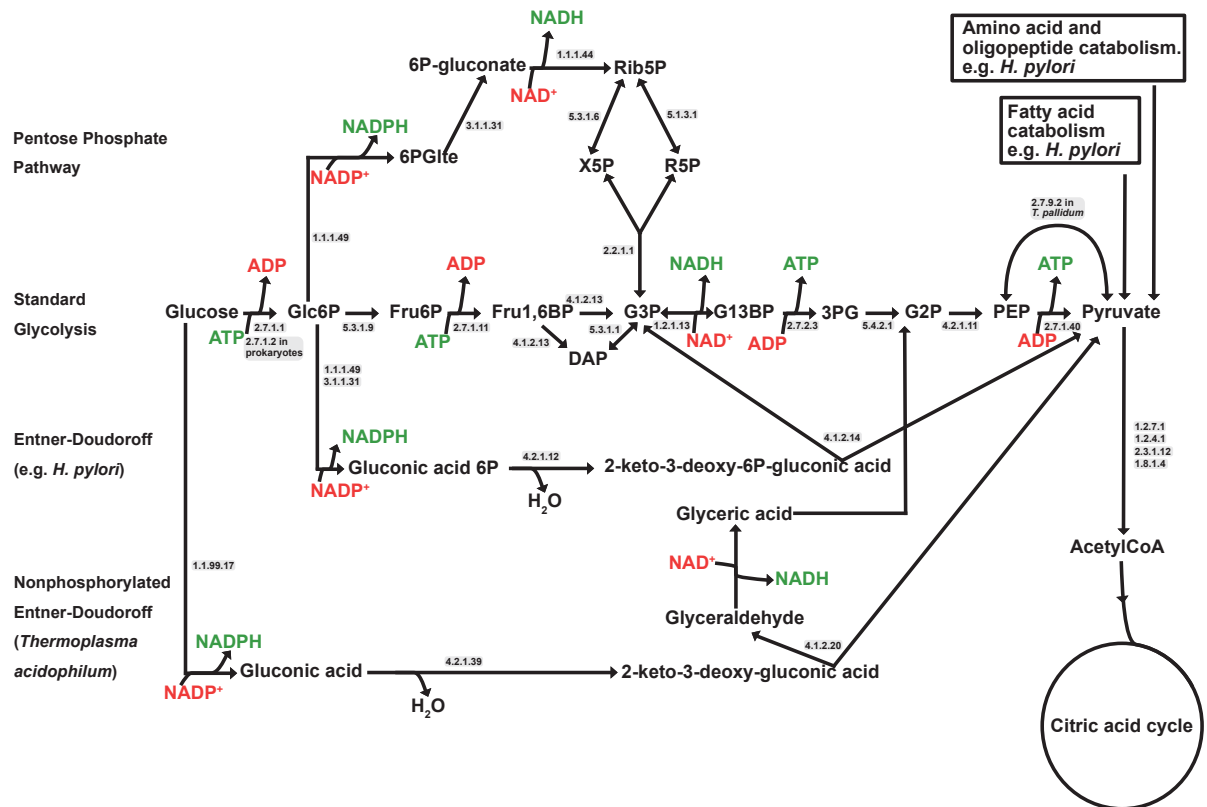 NADH
1.1.1.44
6P-gluconate
Rib5P
NAD+
Amino acid and
oligopeptide catabolism.
e.g. H. pylori
Fatty acid
catabolism
e.g. H. pylori
Pentose Phosphate
Pathway
NADPH
3.1.1.31
6PGlte
NADP+
5.3.1.6
5.1.3.1
X5P
R5P
1.1.1.49
2.2.1.1
2.7.9.2 in
T. pallidum
Standard
Glycolysis
ADP
ADP
NADH
ATP
ATP
Glucose
Glc6P
Fru6P
Fru1,6BP
4.1.2.13
G3P
G13BP
3PG
G2P
PEP
Pyruvate
ATP
2.7.1.1
2.7.1.2 in
prokaryotes
5.3.1.9
ATP
2.7.1.11
4.1.2.13
5.3.1.1
DAP
1.2.1.13
NAD+
ADP
2.7.2.3
5.4.2.1
4.2.1.11
ADP
2.7.1.40
1.1.1.49
3.1.1.31
Entner-Doudoroff
(e.g. H. pylori)
NADPH
NADP+
Gluconic acid 6P
4.2.1.12
H2O
2-keto-3-deoxy-6P-gluconic acid
4.1.2.14
1.2.7.1
1.2.4.1
2.3.1.12
1.8.1.4
Glyceric acid
AcetylCoA
NAD+
NADH
Glyceraldehyde
4.1.2.20
1.1.99.17
Nonphosphorylated
Entner-Doudoroff
(Thermoplasma
acidophilum)
NADPH
NADP+
Gluconic acid
4.2.1.39
H2O
2-keto-3-deoxy-gluconic acid
Citric acid cycle